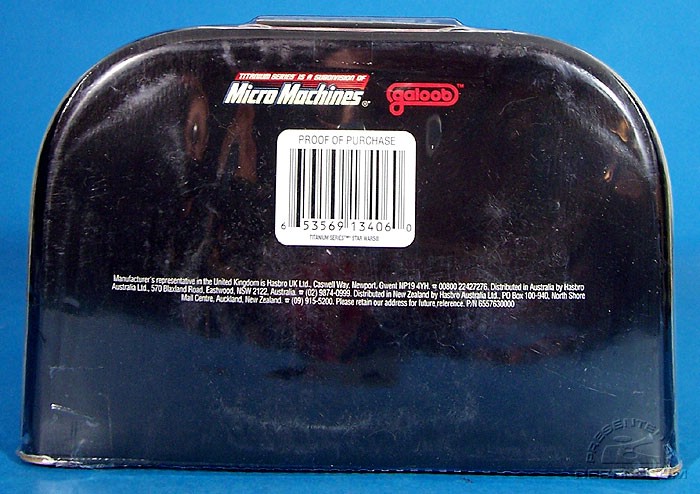 TITANIUM SERIES IS A SUBDIVISION OF
Micro Machines®
galoob™
PROOF OF PURCHASE
6 53569 13406 0
TITANIUM SERIES™ STAR WARS®
Manufacturer's representative in the United Kingdom is Hasbro UK Ltd., Caswell Way, Newport, Gwent NP19 4YH. ☎ 00800 22427276. Distributed in Australia by Hasbro
Australia Ltd., 570 Blaxland Road, Eastwood, NSW 2122, Australia. ☎ (02) 9874-0999. Distributed in New Zealand by Hasbro Australia Ltd., PO Box 100-940, North Shore
Mail Centre, Auckland, New Zealand. ☎ (09) 915-5200. Please retain our address for future reference. P/N 6557630000